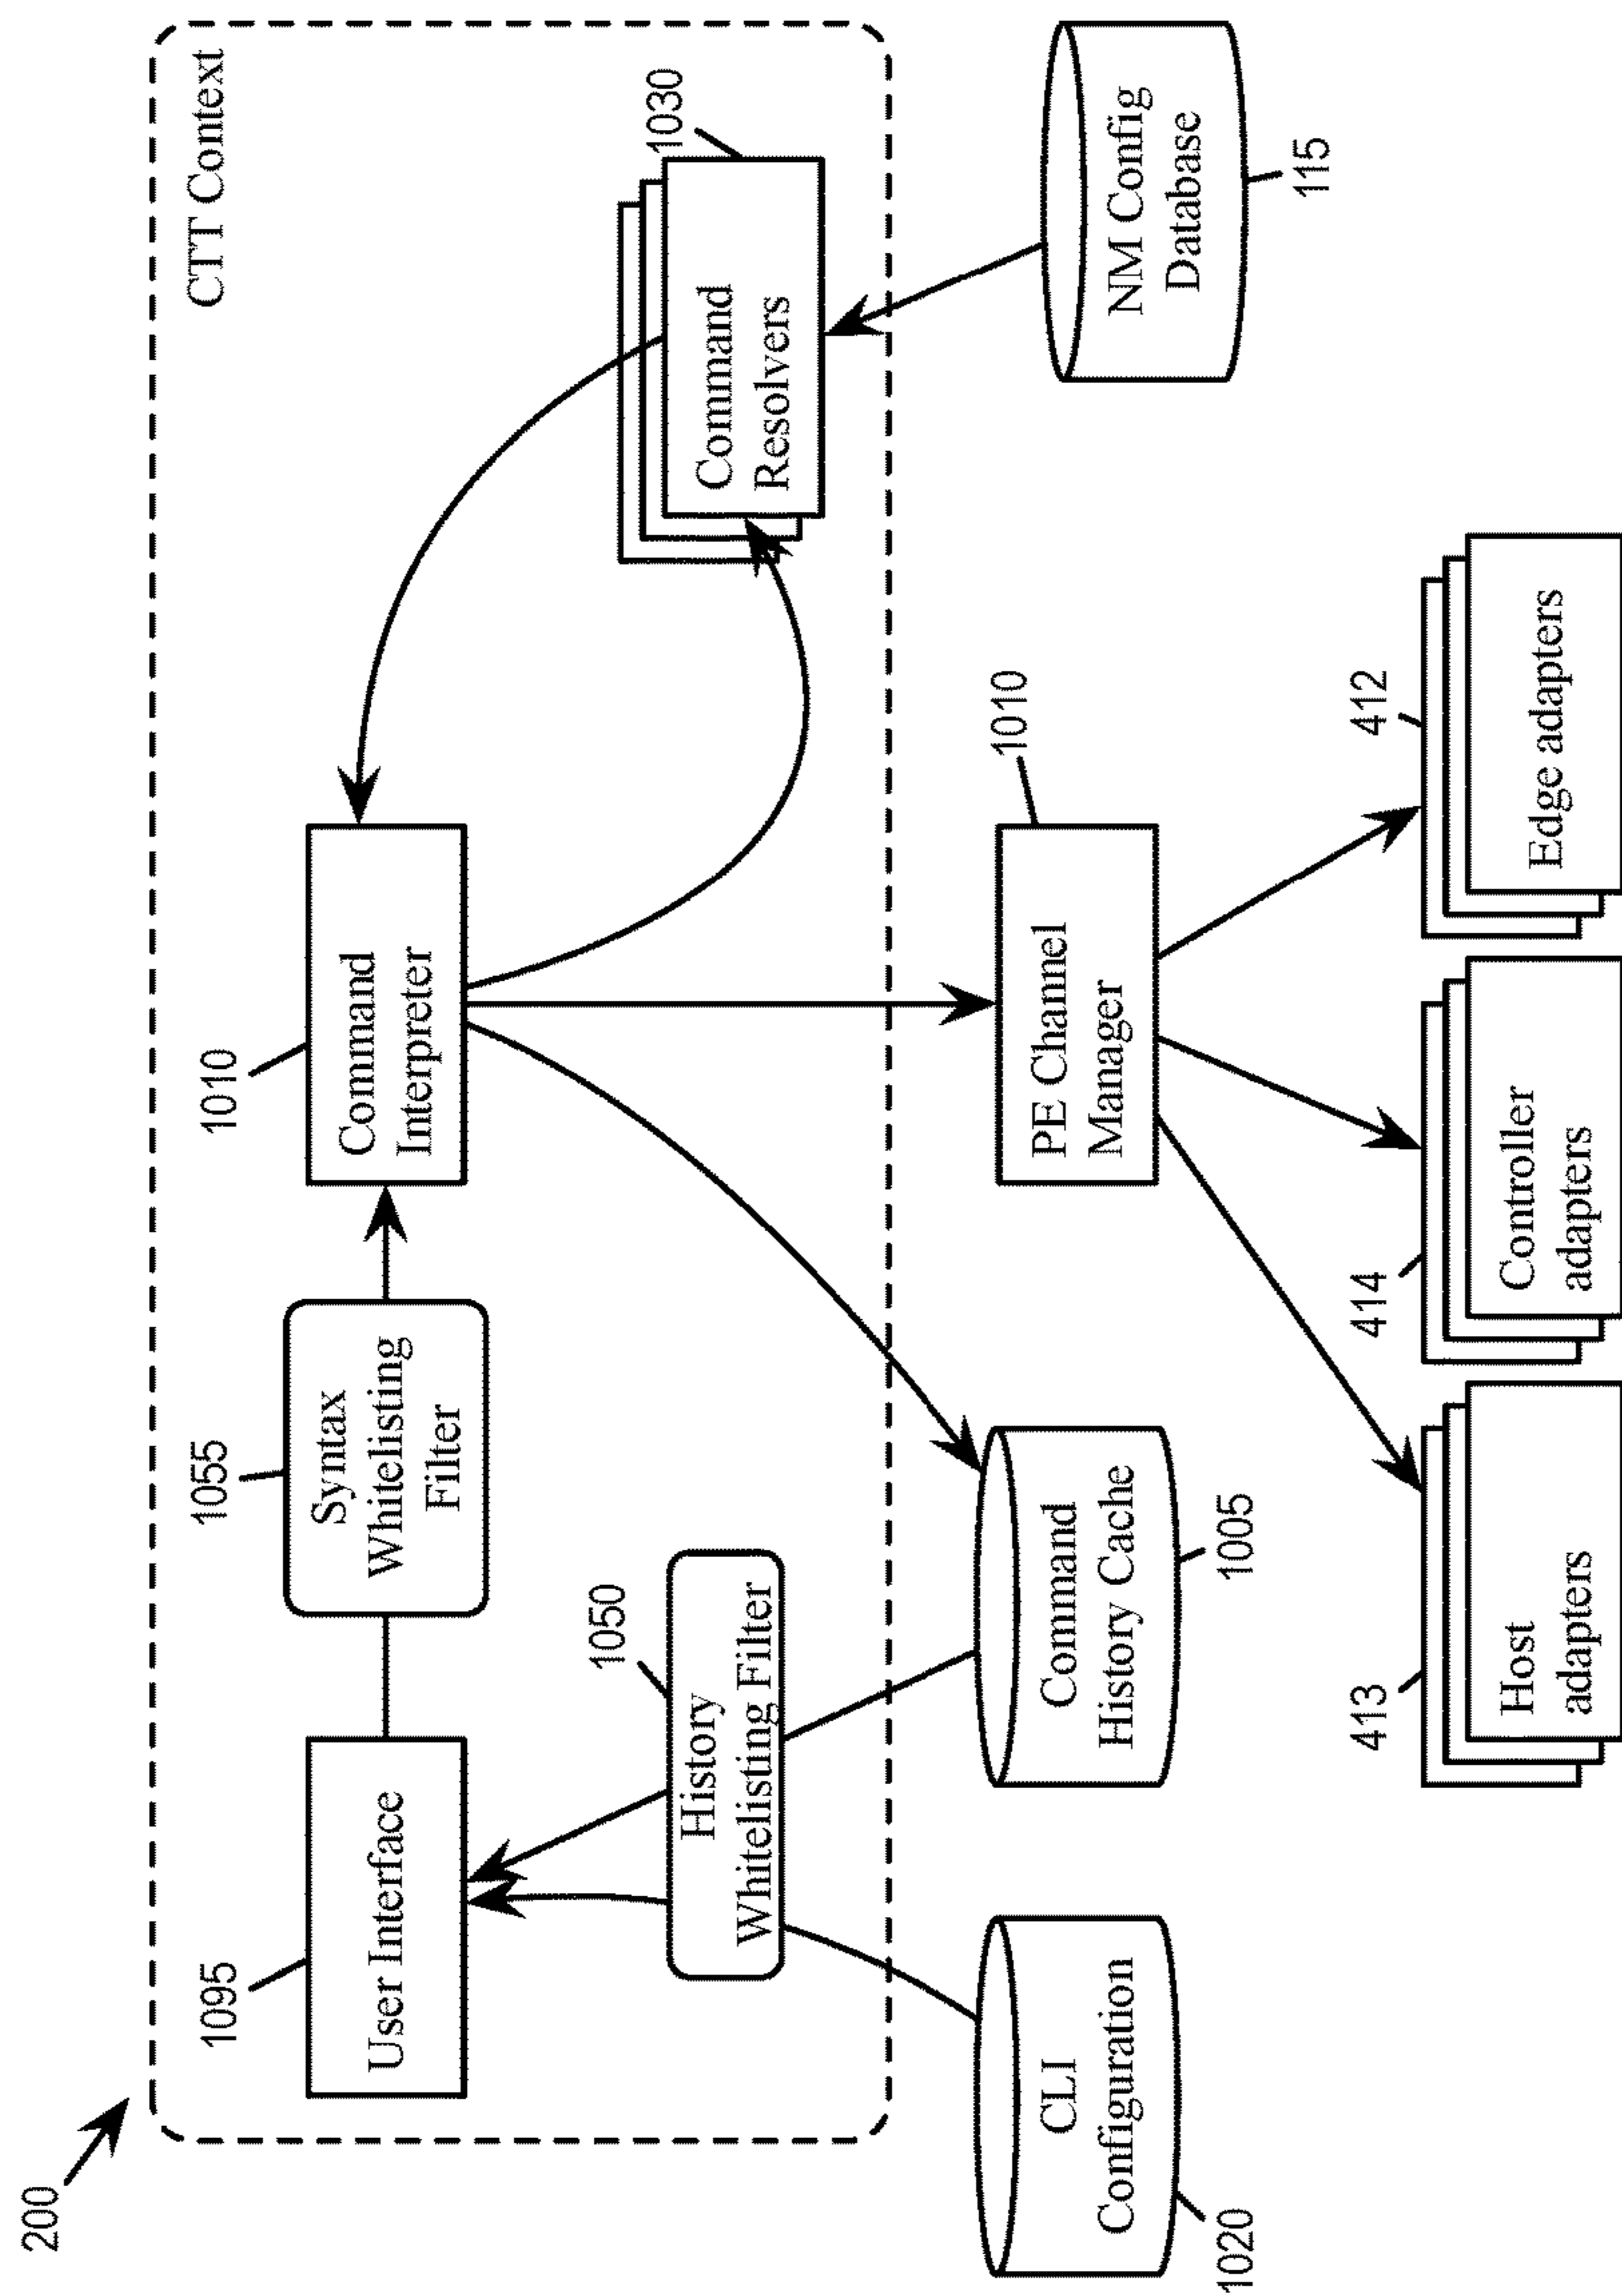 200
CTT Context
1095
User Interface
1055
Syntax
Whitelisting
Filter
1010
Command
Interpreter
1030
Command
Resolvers
1050
History
Whitelisting Filter
CLI
Configuration
1020
Command
History Cache
1005
PE Channel
Manager
1010
NM Config
Database
115
413
Host
adapters
414
Controller
adapters
412
Edge adapters